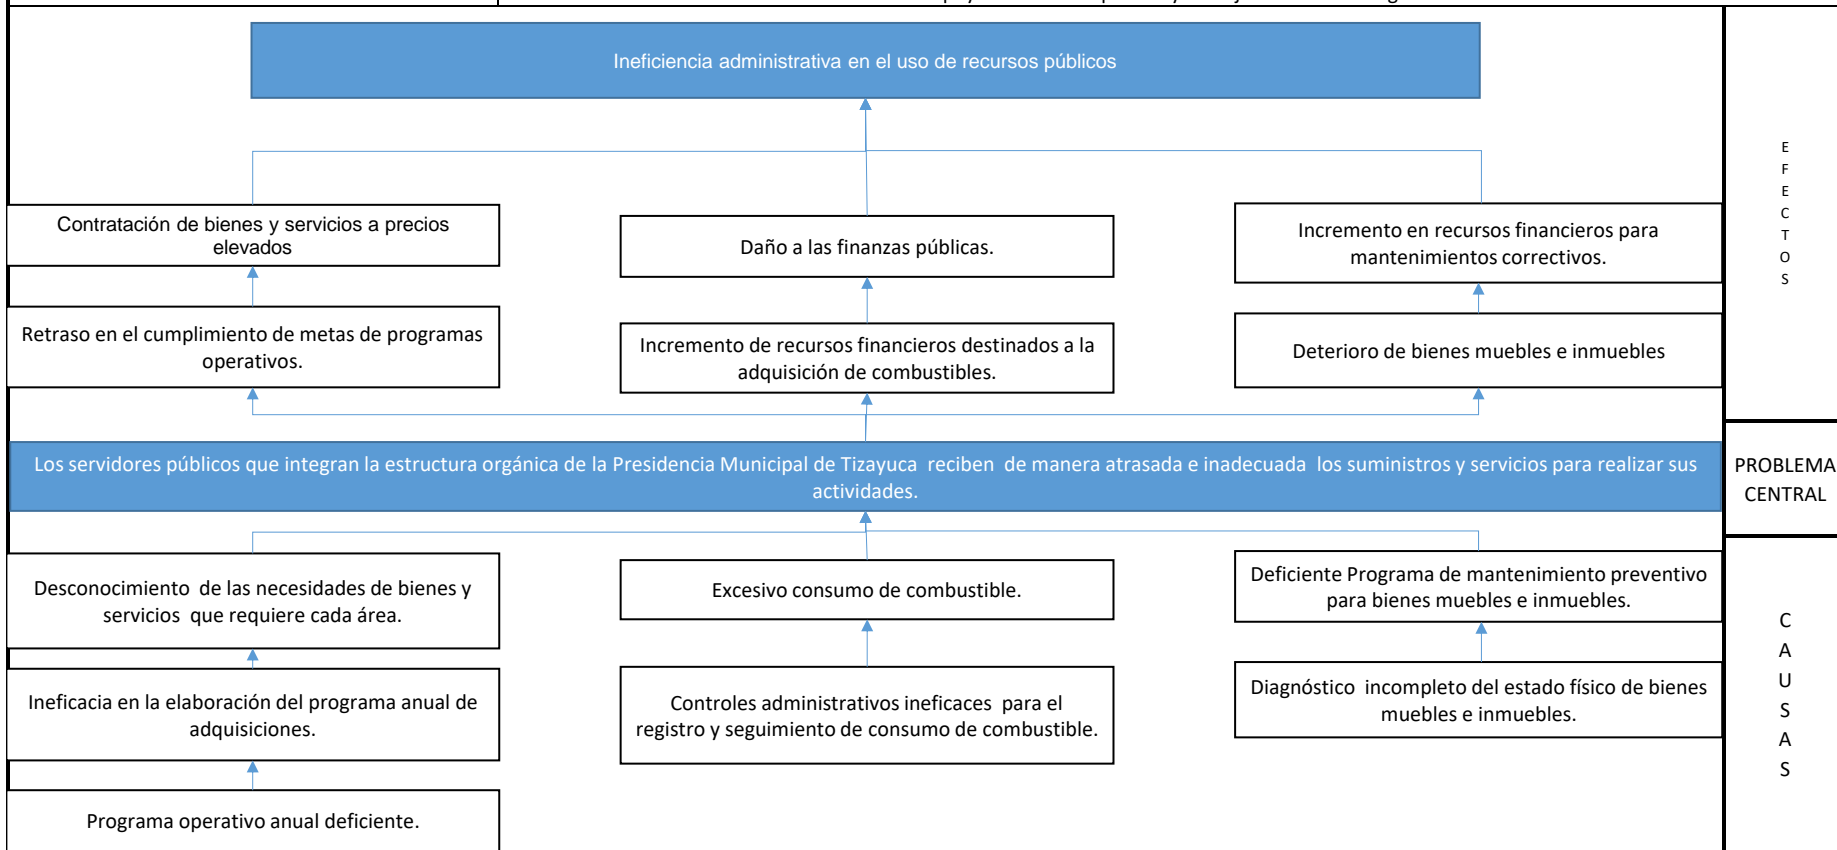 Ineficiencia administrativa en el uso de recursos públicos
Contratación de bienes y servicios a precios
elevados
Daño a las finanzas públicas.
Incremento en recursos financieros para
mantenimientos correctivos.
Retraso en el cumplimiento de metas de programas
operativos.
Incremento de recursos financieros destinados a la
adquisición de combustibles.
Deterioro de bienes muebles e inmuebles
E
F
E
C
T
O
S
Los servidores públicos que integran la estructura orgánica de la Presidencia Municipal de Tizayuca reciben de manera atrasada e inadecuada los suministros y servicios para realizar sus
actividades.
PROBLEMA
CENTRAL
Desconocimiento de las necesidades de bienes y
servicios que requiere cada área.
Excesivo consumo de combustible.
Deficiente Programa de mantenimiento preventivo
para bienes muebles e inmuebles.
Ineficacia en la elaboración del programa anual de
adquisiciones.
Controles administrativos ineficaces para el
registro y seguimiento de consumo de combustible.
Diagnóstico incompleto del estado físico de bienes
muebles e inmuebles.
Programa operativo anual deficiente.
C
A
U
S
A
S